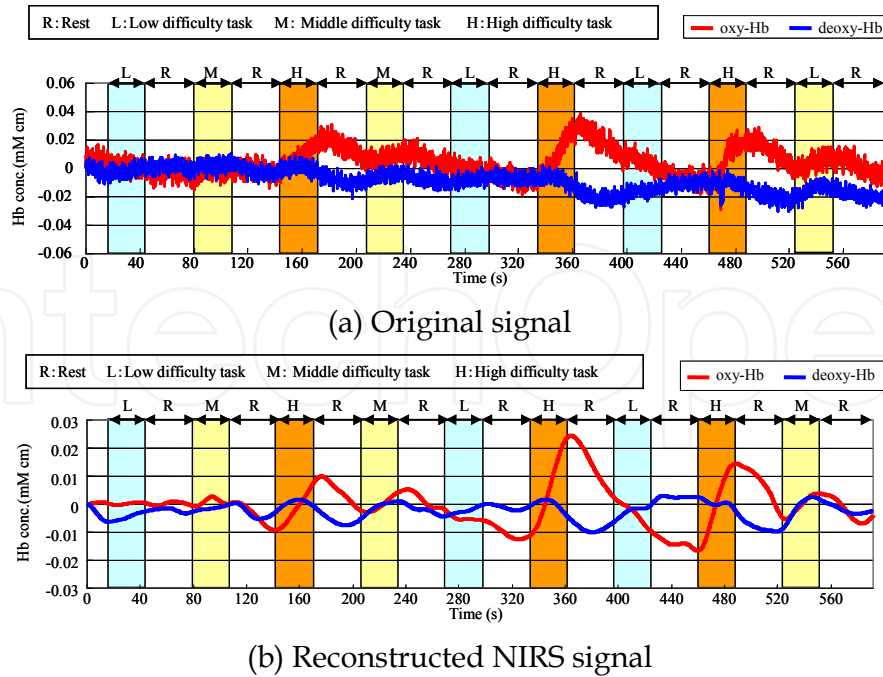 R : Rest L : Low difficulty task M : Middle difficulty task H : High difficulty task
oxy-Hb deoxy-Hb
L R M R H R M R L R H R L R H R L R
0.06
0.04
0.02
0
-0.02
-0.04
-0.06
Hb conc.(mM cm)
0 40 80 120 160 200 240 280 320 360 400 440 480 520 560
Time (s)
(a) Original signal
ntechOpe
R : Rest L : Low difficulty task M : Middle difficulty task H : High difficulty task
oxy-Hb deoxy-Hb
L R M R H R M R L R H R L R H R M R
0.03
0.02
0.01
0
-0.01
-0.02
-0.03
Hb conc.(mM cm)
0 40 80 120 160 200 240 280 320 360 400 440 480 520 560
Time (s)
(b) Reconstructed NIRS signal